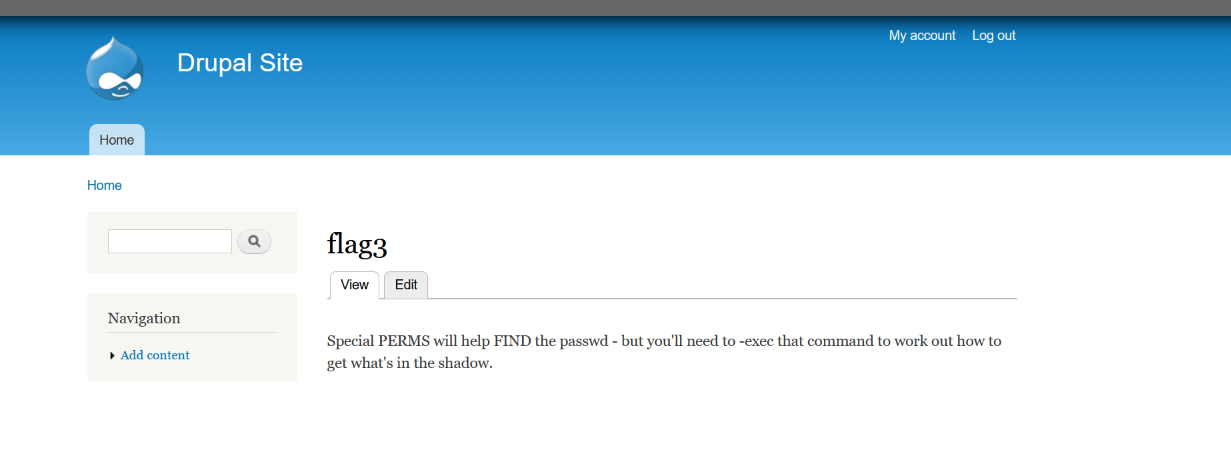 My account Log out
Drupal Site
Home
Home
flag3
View Edit
Navigation
Add content
Special PERMS will help FIND the passwd - but you'll need to -exec that command to work out how to
get what's in the shadow.